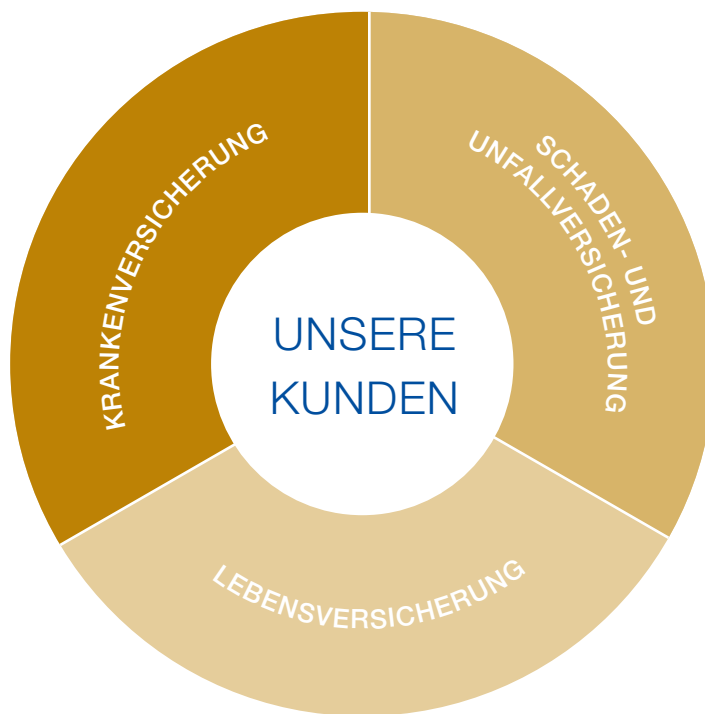 KRANKENVERSICHERUNG
SCHADEN- UND
UNFALLVERSICHERUNG
UNSERE
KUNDEN
LEBENSVERSICHERUNG